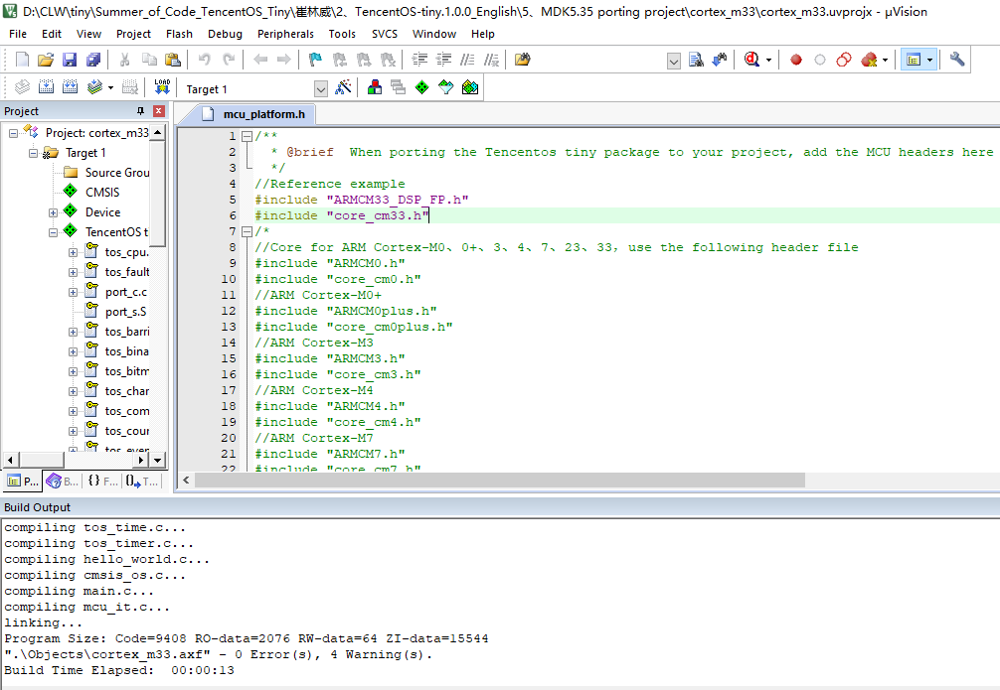 D:\CLW\tiny\Summer_of_Code_TencentOS_Tiny\崔林威\2、TencentOS-tiny.1.0.0_English\5、MDK5.35 porting project\cortex_m33\cortex_m33.uvprojx - µVision
File Edit View Project Flash Debug Peripherals Tools SVCS Window Help
LOAD Target 1
Project
mcu_platform.h
Project: cortex_m33
Target 1
Source Grou
CMSIS
Device
TencentOS t
tos_cpu.
tos_fault
port_c.c
port_s.S
tos_barri
tos_bina
tos_bitm
tos_char
tos_com
tos_cour
tos_ever
P... B... {} F... T...
1 /**
2 * @brief When porting the Tencentos tiny package to your project, add the MCU headers here
3 */
4 //Reference example
5 #include "ARMCM33_DSP_FP.h"
6 #include "core_cm33.h"
7 /*
8 //Core for ARM Cortex-M0、0+、3、4、7、23、33，use the following header file
9 #include "ARMCM0.h"
10 #include "core_cm0.h"
11 //ARM Cortex-M0+
12 #include "ARMCM0plus.h"
13 #include "core_cm0plus.h"
14 //ARM Cortex-M3
15 #include "ARMCM3.h"
16 #include "core_cm3.h"
17 //ARM Cortex-M4
18 #include "ARMCM4.h"
19 #include "core_cm4.h"
20 //ARM Cortex-M7
21 #include "ARMCM7.h"
22 #include "core_cm7.h"
Build Output
compiling tos_time.c...
compiling tos_timer.c...
compiling hello_world.c...
compiling cmsis_os.c...
compiling main.c...
compiling mcu_it.c...
linking...
Program Size: Code=9408 RO-data=2076 RW-data=64 ZI-data=15544
".\Objects\cortex_m33.axf" - 0 Error(s), 4 Warning(s).
Build Time Elapsed: 00:00:13